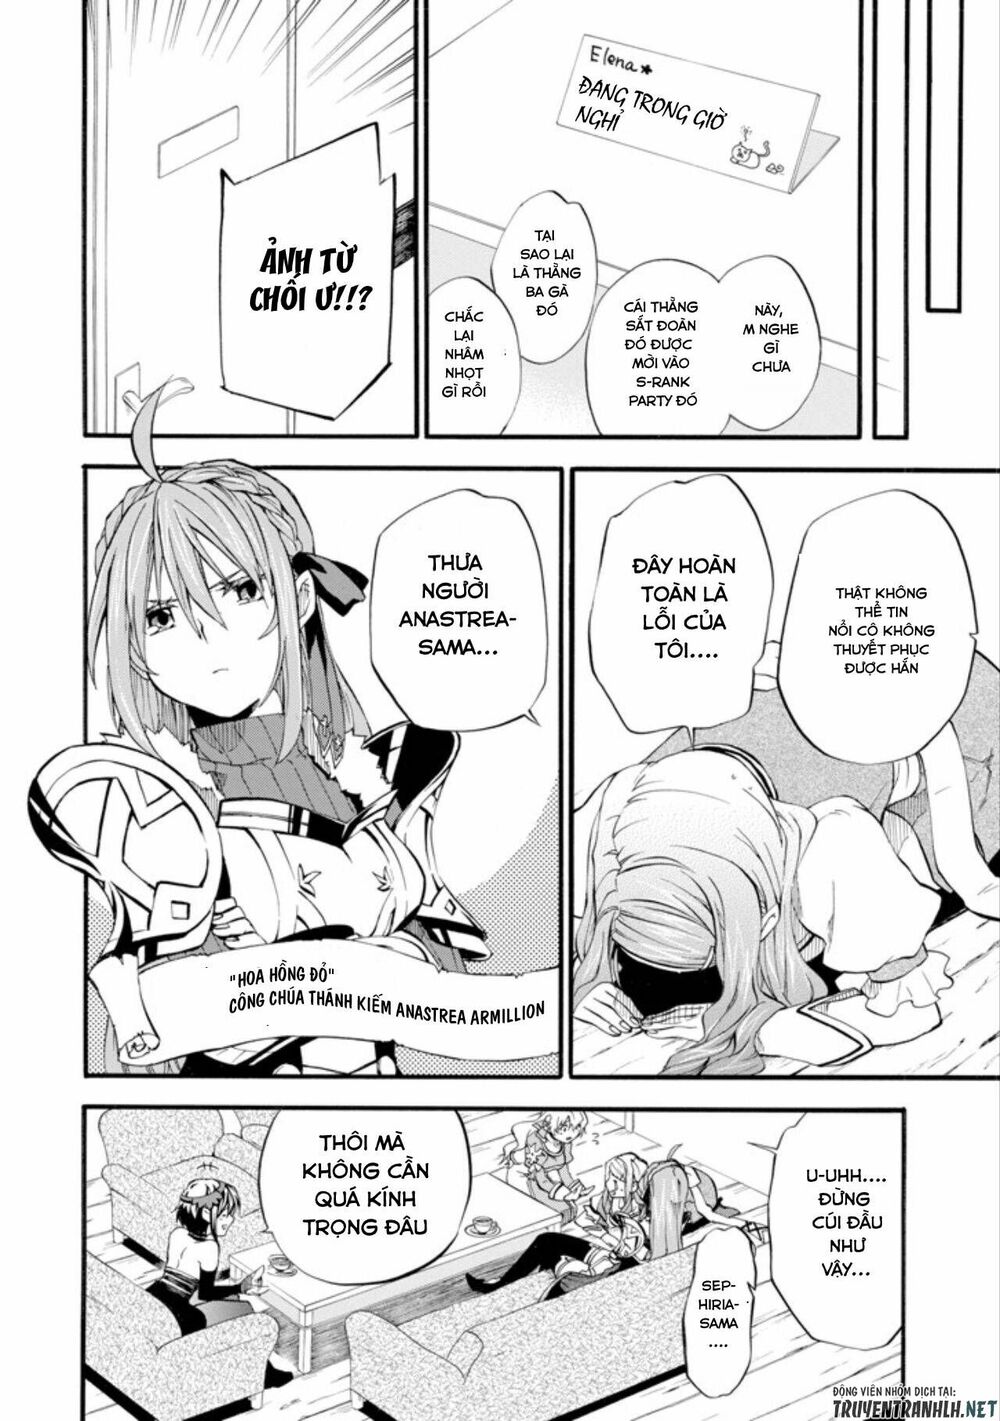 Elena*
ĐANG TRONG GIỜ
NGHỈ
NÀY,
M NGHE
GÌ
CHƯA
CÁI THẲNG
SẮT ĐOÀN
ĐÓ ĐƯỢC
MỜI VÀO
S-RANK
PARTY ĐÓ
TẠI
SAO LẠI
LÀ THẰNG
BA GÀ
ĐÓ
CHẮC
LẠI
NHÂM
NHỌT
GÌ RỒI
ẢNH TỪ
CHỐI Ư!!?
THẬT KHÔNG
THỂ TIN
NỔI CÔ KHÔNG
THUYẾT PHỤC
ĐƯỢC HẮN
ĐÂY HOÀN
TOÀN LÀ
LỖI CỦA
TÔI....
THƯA
NGƯỜI
ANASTREA-
SAMA...
"HOA HỒNG ĐỎ"
CÔNG CHÚA THÁNH KIẾM ANASTREA ARMILLION
U-UHH....
ĐỪNG
CÚI ĐẦU
NHƯ
VẬY...
SEP-
HIRIA-
SAMA
....
THÔI MÀ
KHÔNG CẦN
QUÁ KÍNH
TRỌNG ĐÂU
ĐỘNG VIÊN NHÓM DỊCH TẠI:
TRUYENTRANHLH.NET